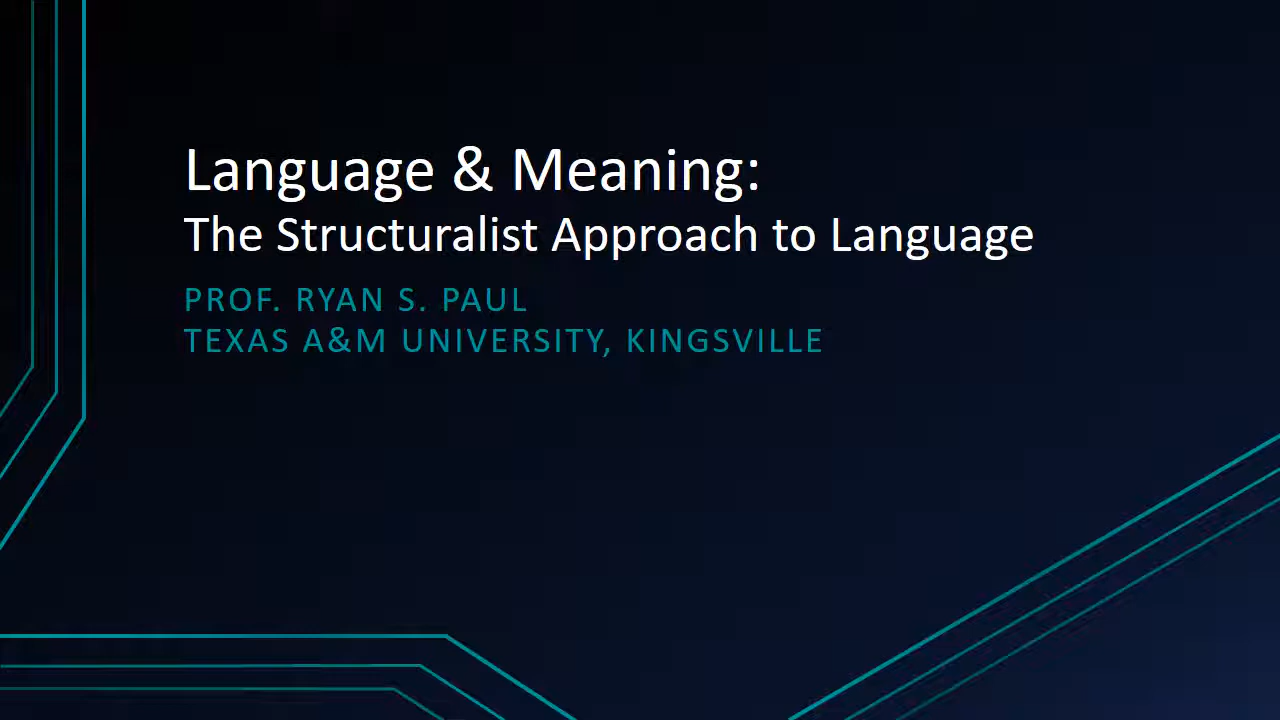 Language & Meaning:
The Structuralist Approach to Language
PROF. RYAN S. PAUL
TEXAS A&M UNIVERSITY, KINGSVILLE